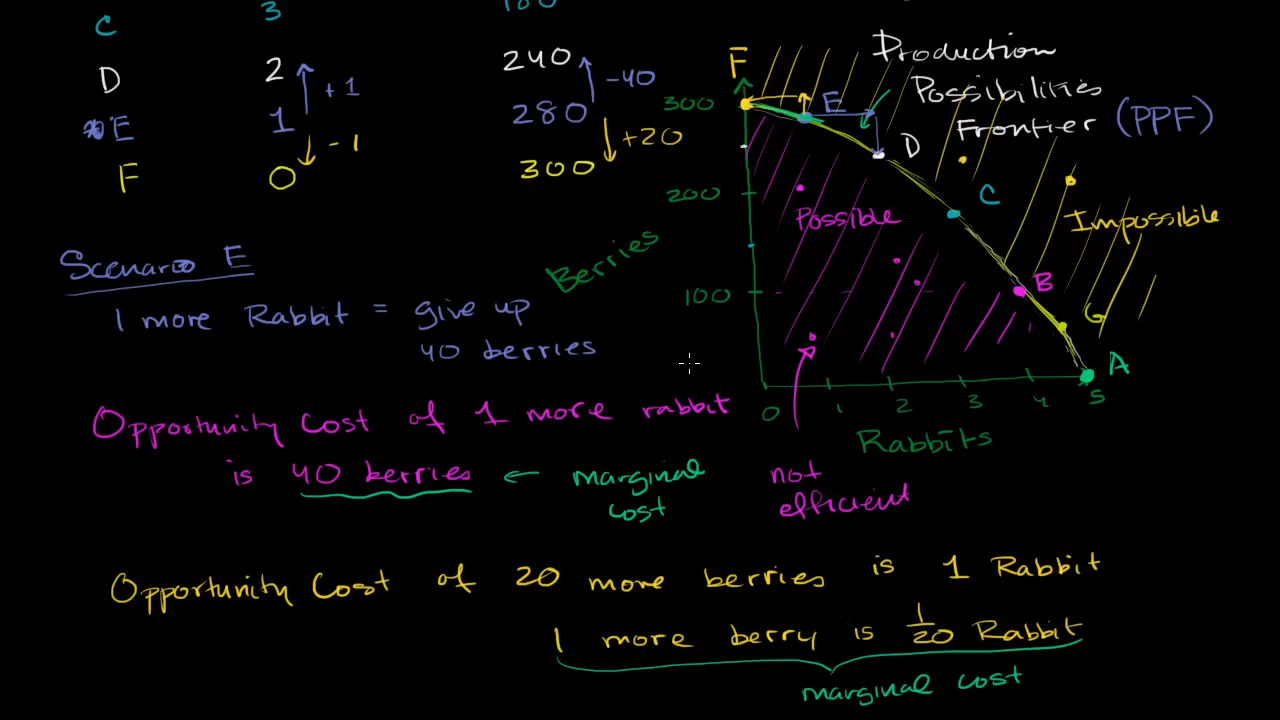 C 3 180
D 2 240
+1 -40
E 1 280
-1 +20
F 0 300
Scenario E
1 more Rabbit = give up
40 berries
Opportunity Cost of 1 more rabbit
is 40 berries ← marginal
cost
Opportunity Cost of 20 more berries is 1 Rabbit
1 more berry is 1/20 Rabbit
marginal cost
Production
Possibilities
Frontier (PPF)
F
E
D
C
B
G
A
300
200
100
Berries
Possible
Impossible
0 1 2 3 4 5
Rabbits
not
efficient